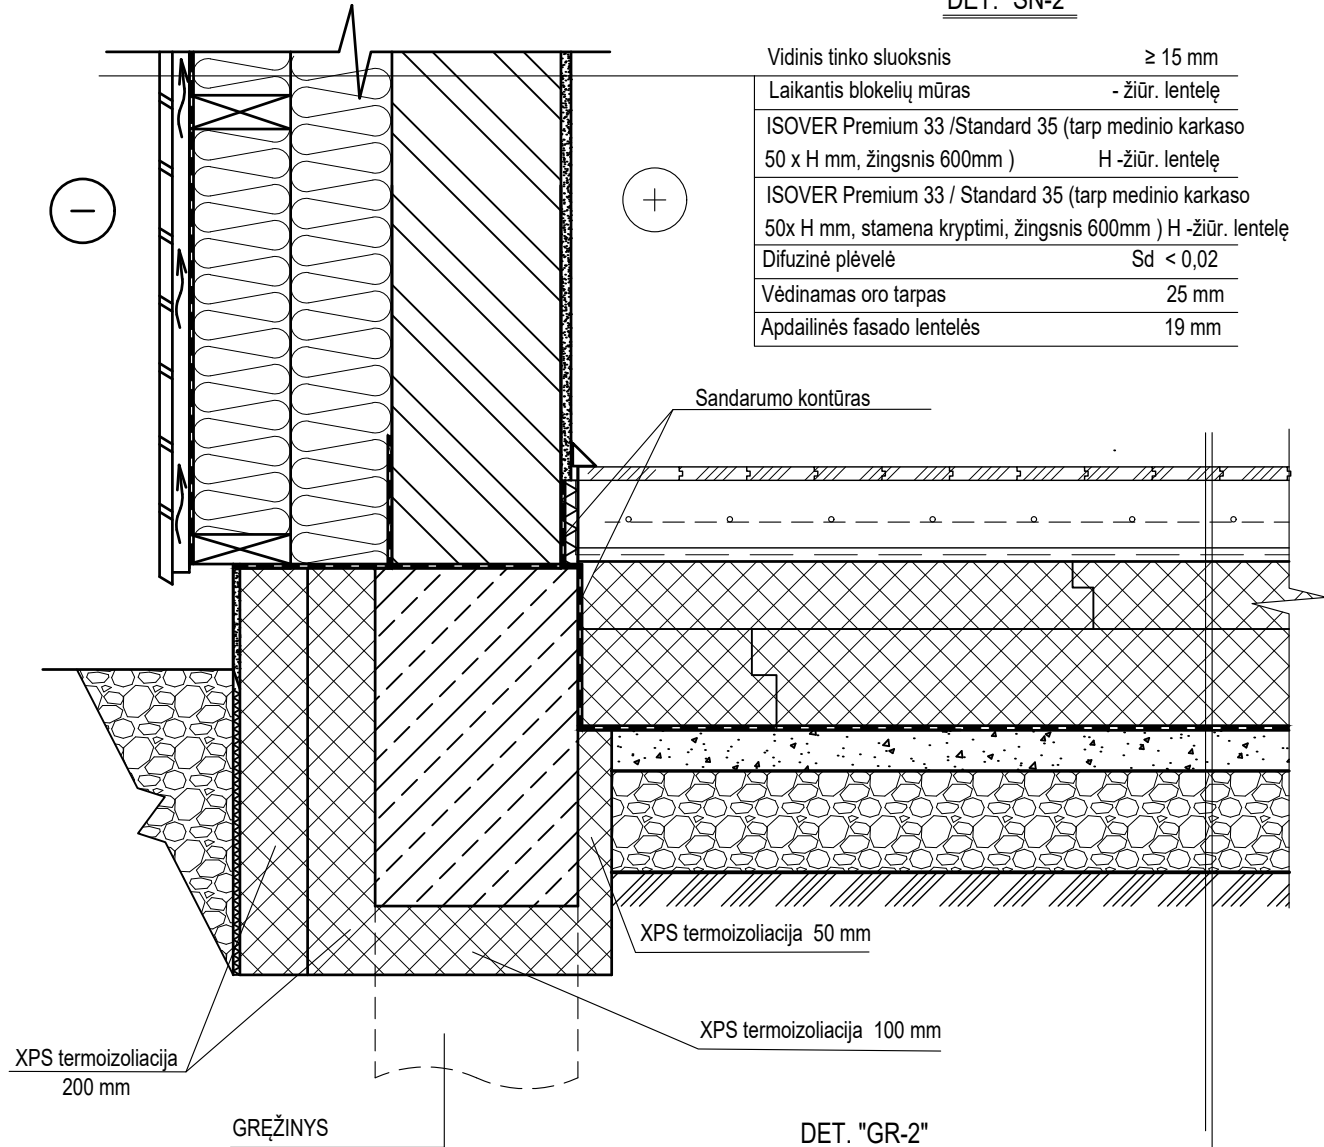 DET. "SN-2"
Vidinis tinko sluoksnis ≥ 15 mm
Laikantis blokelių mūras - žiūr. lentelę
ISOVER Premium 33 /Standard 35 (tarp medinio karkaso
50 x H mm, žingsnis 600mm ) H -žiūr. lentelę
ISOVER Premium 33 / Standard 35 (tarp medinio karkaso
50x H mm, stamena kryptimi, žingsnis 600mm ) H -žiūr. lentelę
Difuzinė plėvelė Sd < 0,02
Vėdinamas oro tarpas 25 mm
Apdailinės fasado lentelės 19 mm
Sandarumo kontūras
XPS termoizoliacija 50 mm
XPS termoizoliacija 100 mm
XPS termoizoliacija
200 mm
GRĘŽINYS
DET. "GR-2"